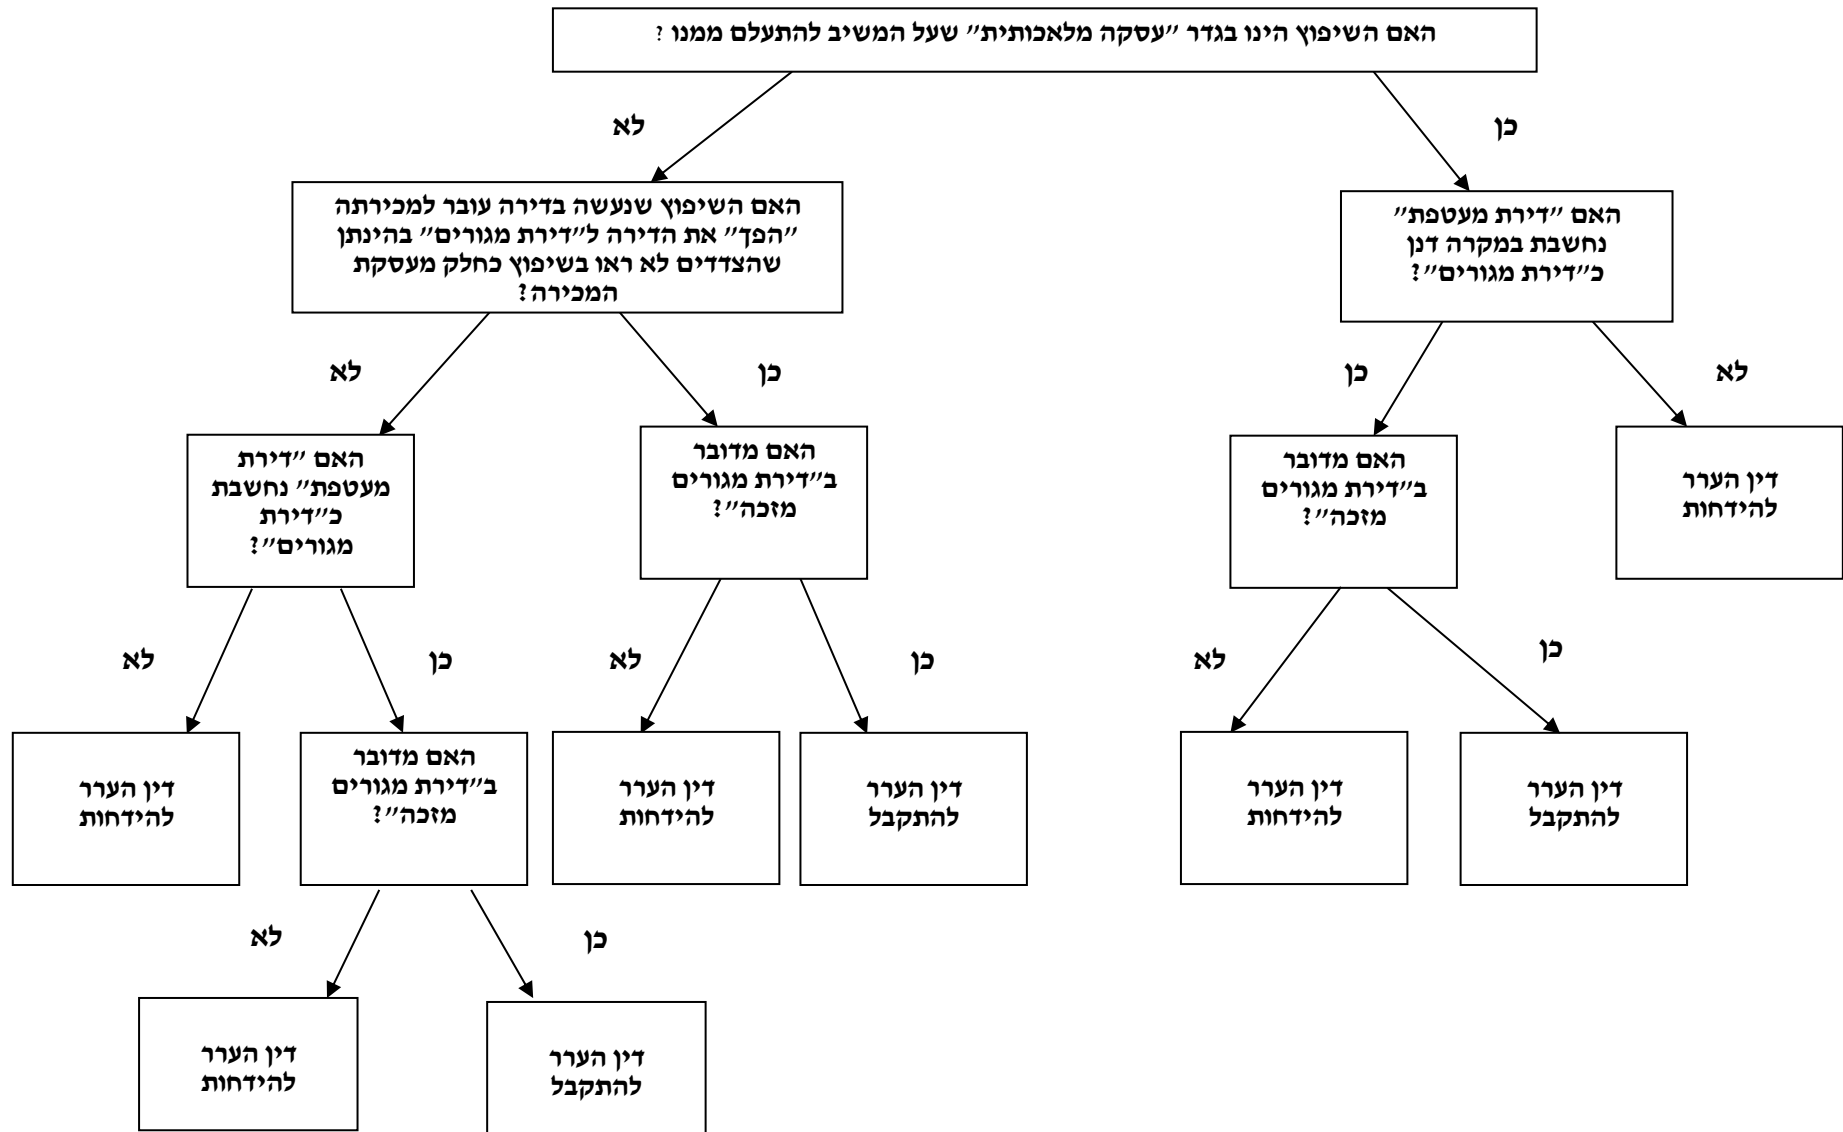 האם השיפוץ הינו בגדר "עסקה מלאכותית" שעל המשיב להתעלם ממנו ?
כן
לא
האם "דירת מעטפת"
נחשבת במקרה דנן
כ"דירת מגורים"?
האם השיפוץ שנעשה בדירה עובר למכירתה
"הפך" את הדירה ל"דירת מגורים" בהינתן
שהצדדים לא ראו בשיפוץ כחלק מעסקת
המכירה?
לא
כן
כן
לא
דין הערר
להידחות
האם מדובר
ב"דירת מגורים
מזכה"?
האם מדובר
ב"דירת מגורים
מזכה"?
האם "דירת
מעטפת" נחשבת
כ"דירת
מגורים"?
כן
לא
כן
לא
כן
לא
דין הערר
להתקבל
דין הערר
להידחות
דין הערר
להתקבל
דין הערר
להידחות
האם מדובר
ב"דירת מגורים
מזכה"?
דין הערר
להידחות
כן
לא
דין הערר
להתקבל
דין הערר
להידחות